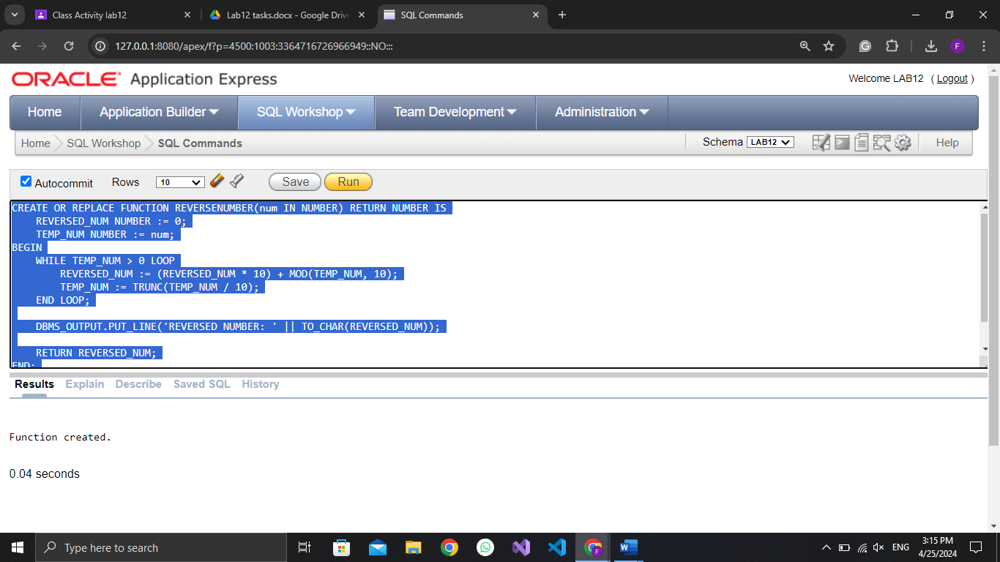 Class Activity lab12
Lab12 tasks.docx - Google Drive
SQL Commands
127.0.0.1:8080/apex/f?p=4500:1003:3364716726966949::NO:::
F
ORACLE Application Express
Welcome LAB12 ( Logout )
Home
Application Builder
SQL Workshop
Team Development
Administration
Home
SQL Workshop
SQL Commands
Schema LAB12
Help
Autocommit Rows 10 Save Run
CREATE OR REPLACE FUNCTION REVERSENUMBER(num IN NUMBER) RETURN NUMBER IS
    REVERSED_NUM NUMBER := 0;
    TEMP_NUM NUMBER := num;
BEGIN
    WHILE TEMP_NUM > 0 LOOP
        REVERSED_NUM := (REVERSED_NUM * 10) + MOD(TEMP_NUM, 10);
        TEMP_NUM := TRUNC(TEMP_NUM / 10);
    END LOOP;
    DBMS_OUTPUT.PUT_LINE('REVERSED NUMBER: ' || TO_CHAR(REVERSED_NUM));
    RETURN REVERSED_NUM;
END;
Results Explain Describe Saved SQL History
Function created.
0.04 seconds
Type here to search
F
ENG
3:15 PM
4/25/2024